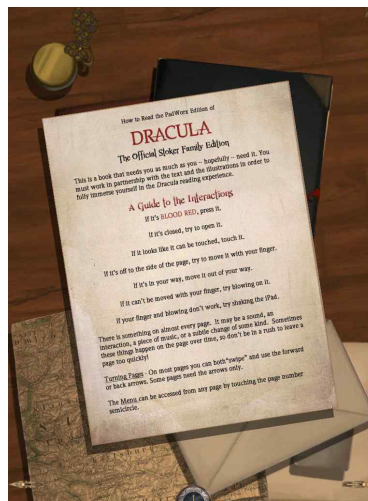 How to Read the PadWorx Edition of
DRACULA
The Official Stoker Family Edition
This is a book that needs you as much as you – hopefully – need it. You
must work in partnership with the text and the illustrations in order to
fully immerse yourself in the Dracula reading experience.
A Guide to the Interactions
If it's BLOOD RED, press it.
If it's closed, try to open it.
If it looks like it can be touched, touch it.
If it's off to the side of the page, try to move it with your finger.
If it's in your way, move it out of your way.
If it can't be moved with your finger, try blowing on it.
If your finger and blowing don't work, try shaking the iPad.
There is something on almost every page. It may be a sound, an
interaction, a piece of music, or a subtle change of some kind. Sometimes
these things happen on the page over time, so don't be in a rush to leave a
page too quickly!
Turning Pages - On most pages you can both "swipe" and use the forward
or back arrows. Some pages need the arrows only.
The Menu can be accessed from any page by touching the page number
semicircle.